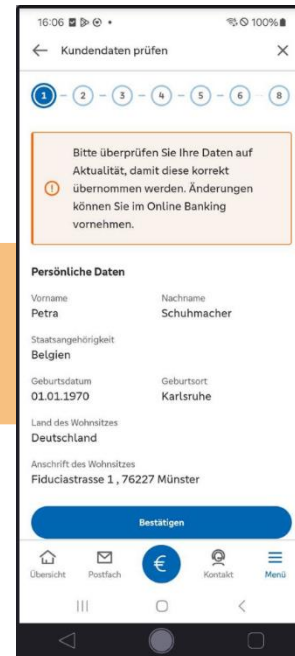 16:06
100%
Kundendaten prüfen
1 2 3 4 5 6 8
Bitte überprüfen Sie Ihre Daten auf
Aktualität, damit diese korrekt
übernommen werden. Änderungen
können Sie im Online Banking
vornehmen.
Persönliche Daten
Vorname Nachname
Petra Schuhmacher
Staatsangehörigkeit
Belgien
Geburtsdatum Geburtsort
01.01.1970 Karlsruhe
Land des Wohnsitzes
Deutschland
Anschrift des Wohnsitzes
Fiduciastrasse 1 , 76227 Münster
Bestätigen
€
Übersicht Postfach Kontakt Menü